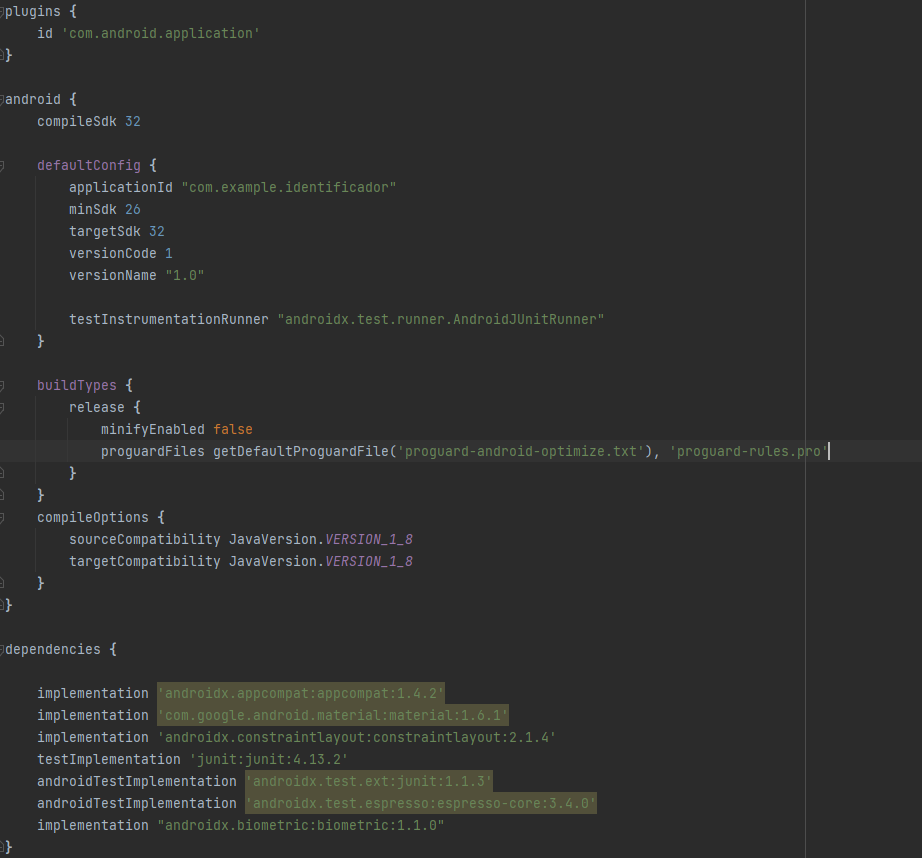 plugins {
    id 'com.android.application'
}

android {
    compileSdk 32

    defaultConfig {
        applicationId "com.example.identificador"
        minSdk 26
        targetSdk 32
        versionCode 1
        versionName "1.0"

        testInstrumentationRunner "androidx.test.runner.AndroidJUnitRunner"
    }

    buildTypes {
        release {
            minifyEnabled false
            proguardFiles getDefaultProguardFile('proguard-android-optimize.txt'), 'proguard-rules.pro'
        }
    }
    compileOptions {
        sourceCompatibility JavaVersion.VERSION_1_8
        targetCompatibility JavaVersion.VERSION_1_8
    }
}

dependencies {

    implementation 'androidx.appcompat:appcompat:1.4.2'
    implementation 'com.google.android.material:material:1.6.1'
    implementation 'androidx.constraintlayout:constraintlayout:2.1.4'
    testImplementation 'junit:junit:4.13.2'
    androidTestImplementation 'androidx.test.ext:junit:1.1.3'
    androidTestImplementation 'androidx.test.espresso:espresso-core:3.4.0'
    implementation "androidx.biometric:biometric:1.1.0"
}